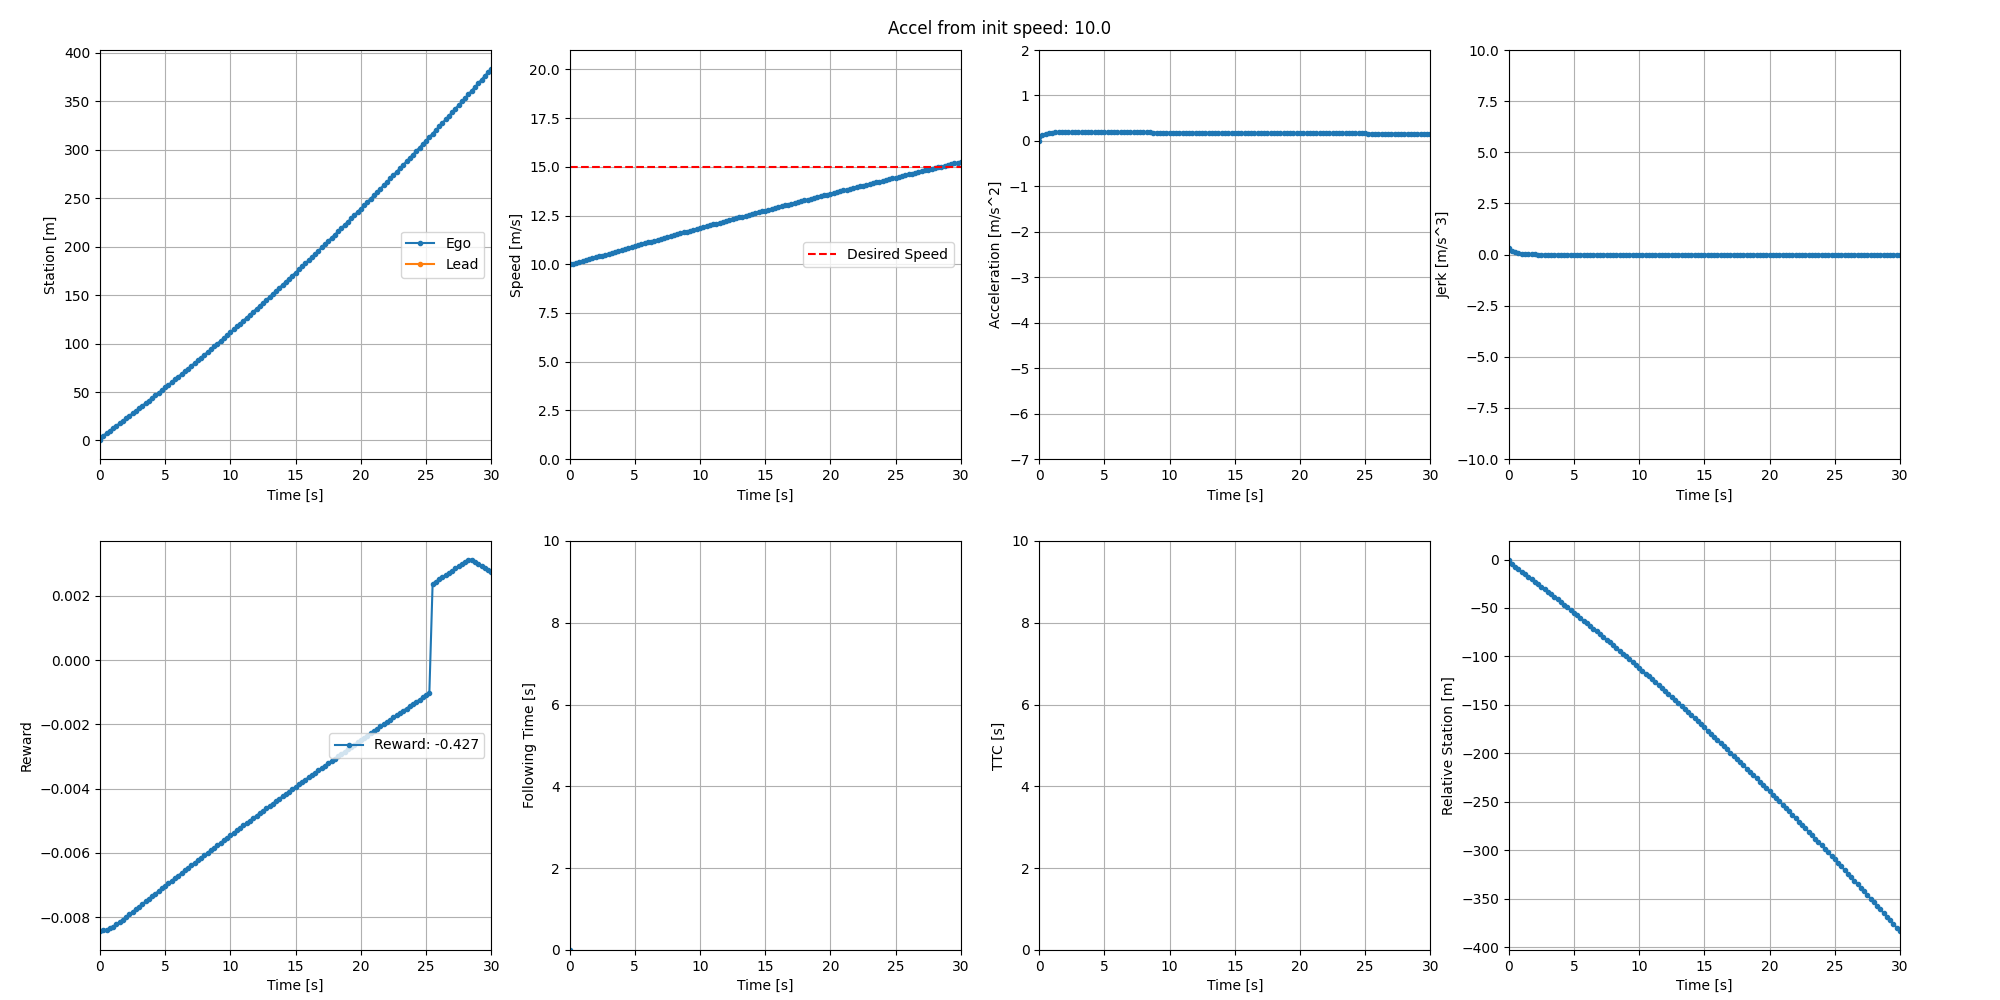 Accel from init speed: 10.0
Station [m]
400
350
300
250
200
150
100
50
0
Ego
Lead
0 5 10 15 20 25 30
Time [s]
Speed [m/s]
20.0
17.5
15.0
12.5
10.0
7.5
5.0
2.5
0.0
Desired Speed
0 5 10 15 20 25 30
Time [s]
Acceleration [m/s^2]
2
1
0
−1
−2
−3
−4
−5
−6
−7
0 5 10 15 20 25 30
Time [s]
Jerk [m/s^3]
10.0
7.5
5.0
2.5
0.0
−2.5
−5.0
−7.5
−10.0
0 5 10 15 20 25 30
Time [s]
Reward
0.002
0.000
−0.002
−0.004
−0.006
−0.008
Reward: -0.427
0 5 10 15 20 25 30
Time [s]
Following Time [s]
10
8
6
4
2
0
0 5 10 15 20 25 30
Time [s]
TTC [s]
10
8
6
4
2
0
0 5 10 15 20 25 30
Time [s]
Relative Station [m]
0
−50
−100
−150
−200
−250
−300
−350
−400
0 5 10 15 20 25 30
Time [s]